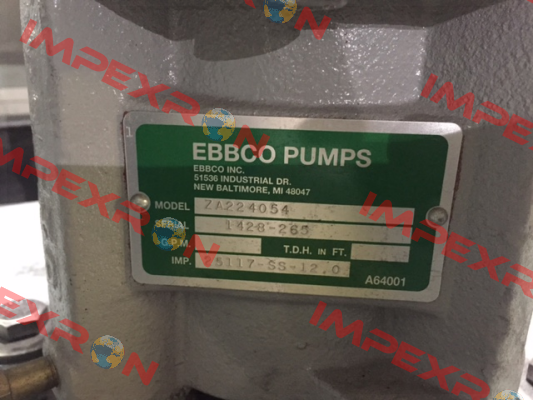 EBBCO PUMPS
EBBCO INC.
51536 INDUSTRIAL DR.
NEW BALTIMORE, MI 48047
MODEL ZA224054
SERIAL 1428-265
G.P.M. T.D.H. IN FT.
IMP. 25117-SS-12.0
A64001
IMPEXRON
IMPEXRON
IMPEXRON
IMPEXRON
IMPEXRON